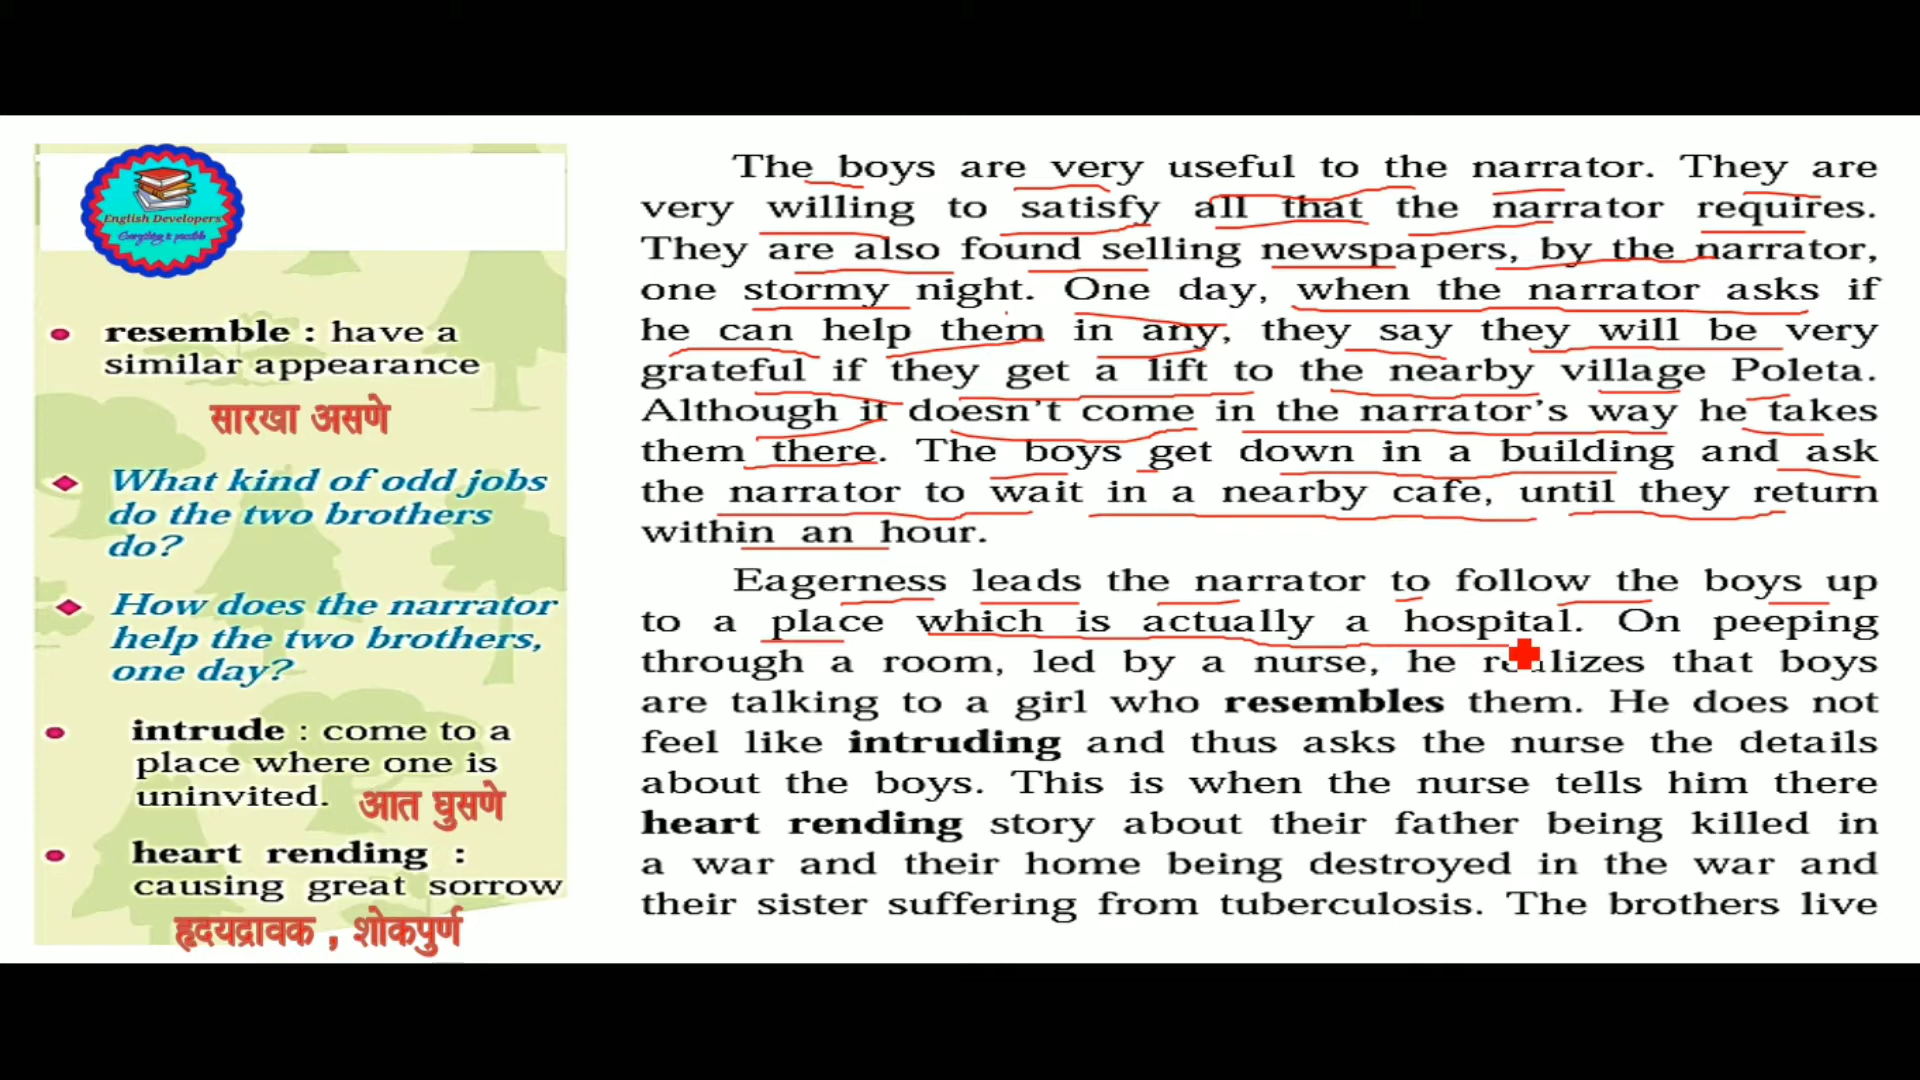 English Developers
Everything is possible
resemble : have a
similar appearance
सारखा असणे
What kind of odd jobs
do the two brothers
do?
How does the narrator
help the two brothers,
one day?
intrude : come to a
place where one is
uninvited.
आत घुसणे
heart rending :
causing great sorrow
हृदयद्रावक , शोकपुर्ण
The boys are very useful to the narrator. They are
very willing to satisfy all that the narrator requires.
They are also found selling newspapers, by the narrator,
one stormy night. One day, when the narrator asks if
he can help them in any, they say they will be very
grateful if they get a lift to the nearby village Poleta.
Although it doesn't come in the narrator's way he takes
them there. The boys get down in a building and ask
the narrator to wait in a nearby cafe, until they return
within an hour.
Eagerness leads the narrator to follow the boys up
to a place which is actually a hospital. On peeping
through a room, led by a nurse, he realizes that boys
are talking to a girl who resembles them. He does not
feel like intruding and thus asks the nurse the details
about the boys. This is when the nurse tells him there
heart rending story about their father being killed in
a war and their home being destroyed in the war and
their sister suffering from tuberculosis. The brothers live